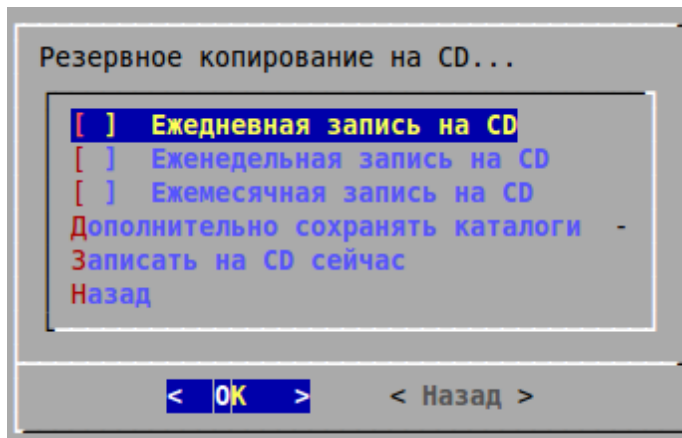 Резервное копирование на CD...
[ ] Ежедневная запись на CD
[ ] Еженедельная запись на CD
[ ] Ежемесячная запись на CD
Дополнительно сохранять каталоги -
Записать на CD сейчас
Назад
< OK > < Назад >